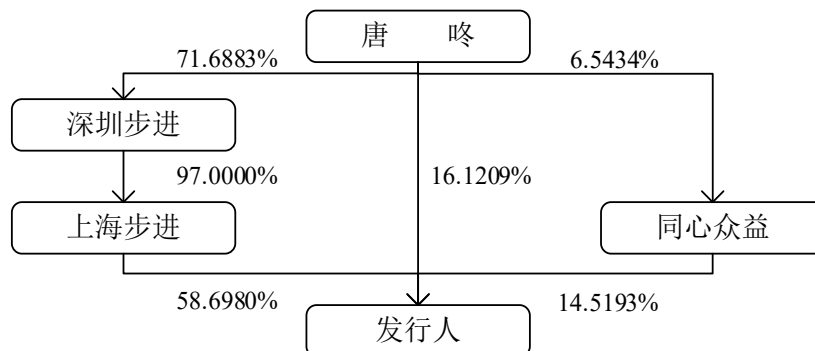 唐 咚
71.6883%
6.5434%
深圳步进
97.0000%
16.1209%
上海步进
同心众益
58.6980%
14.5193%
发行人